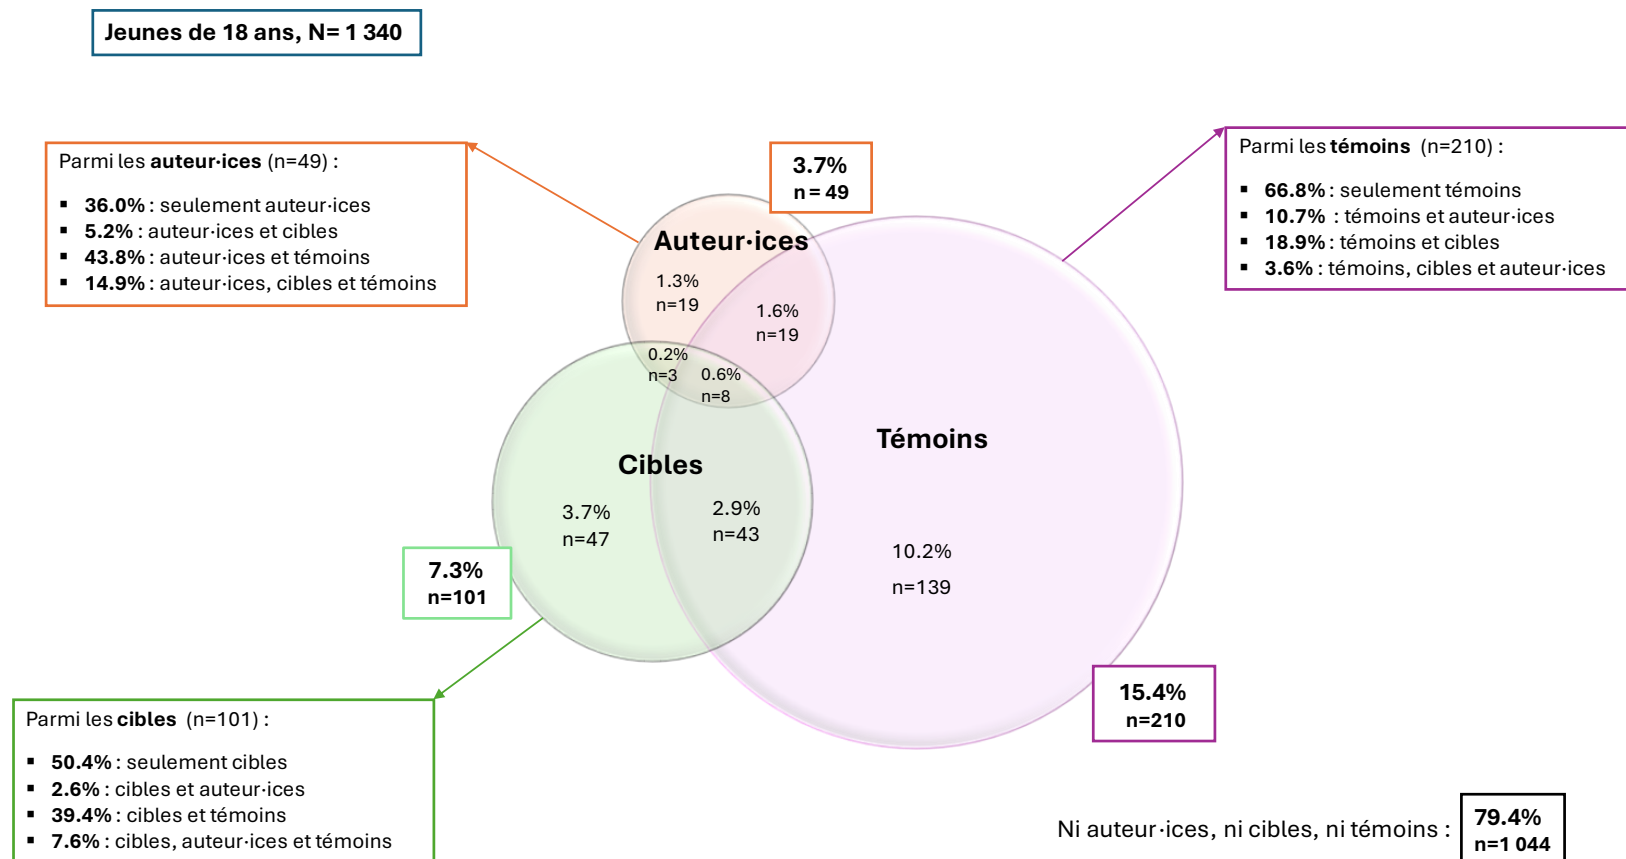 Jeunes de 18 ans, N= 1 340
Parmi les auteur·ices (n=49) :
▪ 36.0% : seulement auteur·ices
▪ 5.2% : auteur·ices et cibles
▪ 43.8% : auteur·ices et témoins
▪ 14.9% : auteur·ices, cibles et témoins
3.7%
n = 49
Parmi les témoins (n=210) :
▪ 66.8% : seulement témoins
▪ 10.7% : témoins et auteur·ices
▪ 18.9% : témoins et cibles
▪ 3.6% : témoins, cibles et auteur·ices
Auteur·ices
1.3%
n=19
1.6%
n=19
0.2%
n=3
0.6%
n=8
Témoins
Cibles
3.7%
n=47
2.9%
n=43
10.2%
n=139
7.3%
n=101
15.4%
n=210
Parmi les cibles (n=101) :
▪ 50.4% : seulement cibles
▪ 2.6% : cibles et auteur·ices
▪ 39.4% : cibles et témoins
▪ 7.6% : cibles, auteur·ices et témoins
Ni auteur·ices, ni cibles, ni témoins :
79.4%
n=1 044